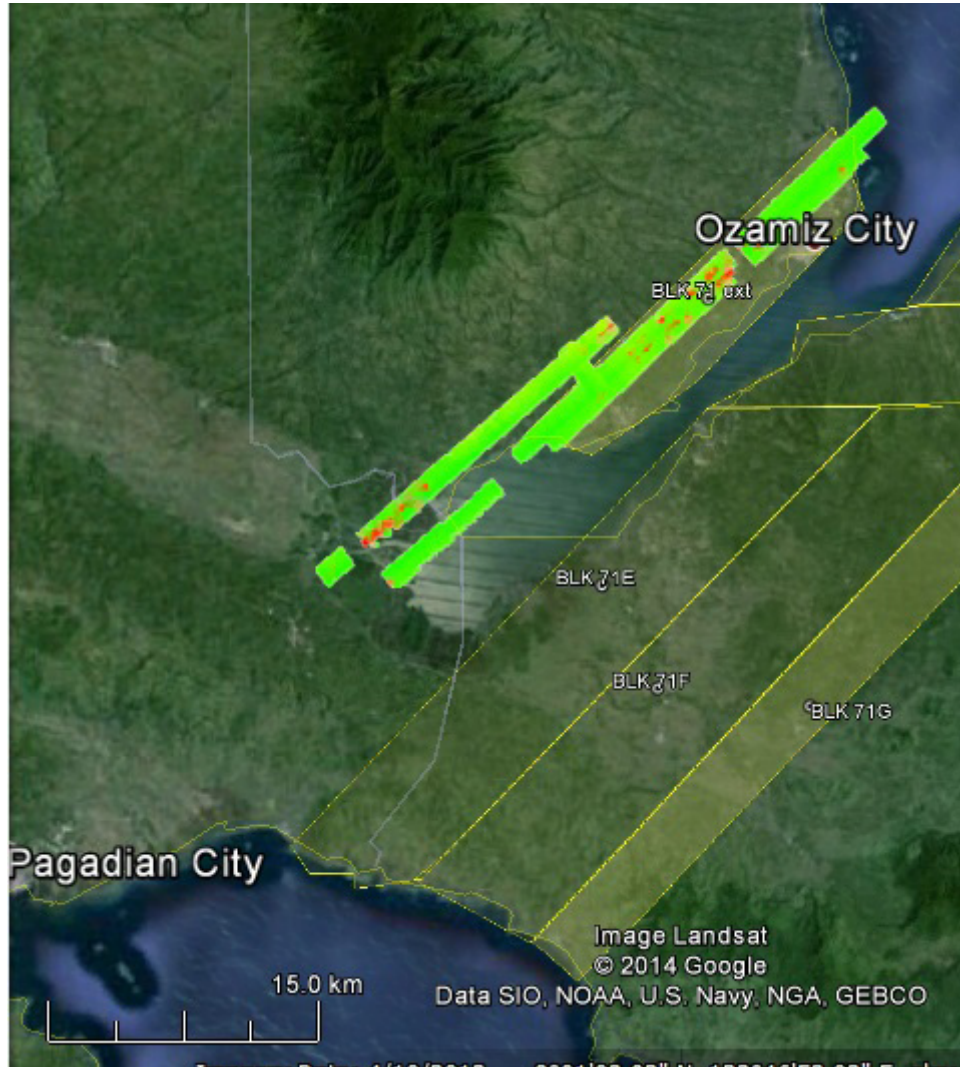 Ozamiz City
BLK 71 ext
BLK 71E
BLK 71F
BLK 71G
Pagadian City
Image Landsat
© 2014 Google
15.0 km
Data SIO, NOAA, U.S. Navy, NGA, GEBCO